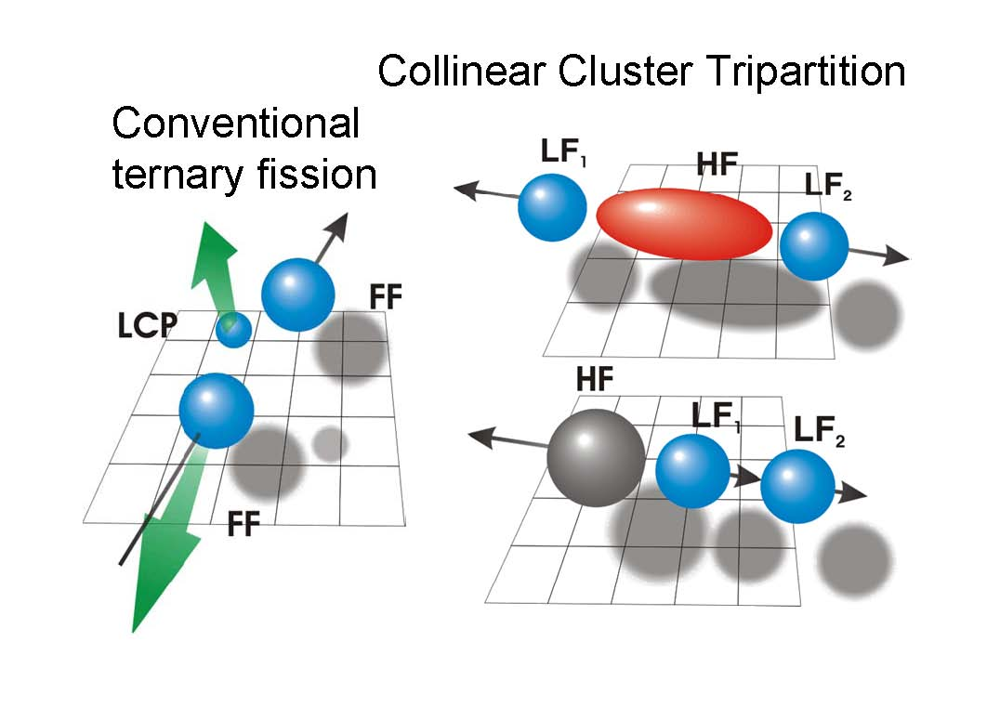 Collinear Cluster Tripartition
Conventional
ternary fission
LCP
FF
FF
LF₁
HF
LF₂
HF
LF₁
LF₂